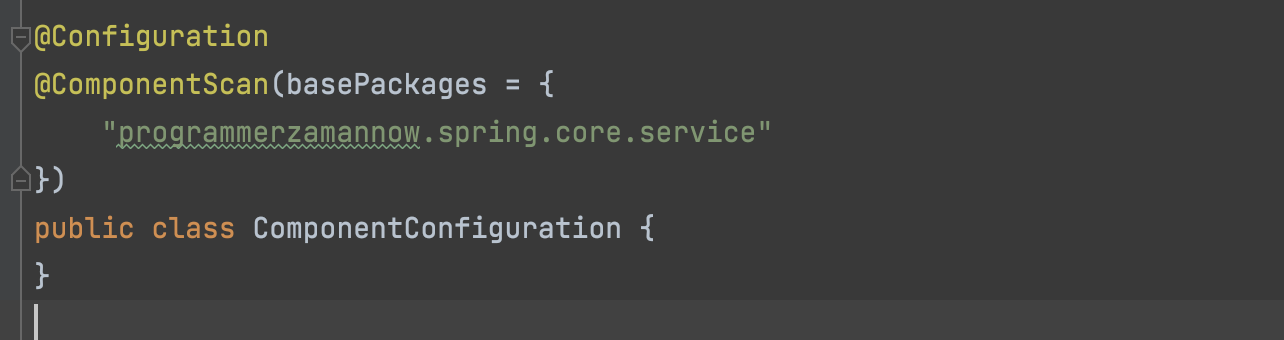 @Configuration
@ComponentScan(basePackages = {
    "programmerzamannow.spring.core.service"
})
public class ComponentConfiguration {
}